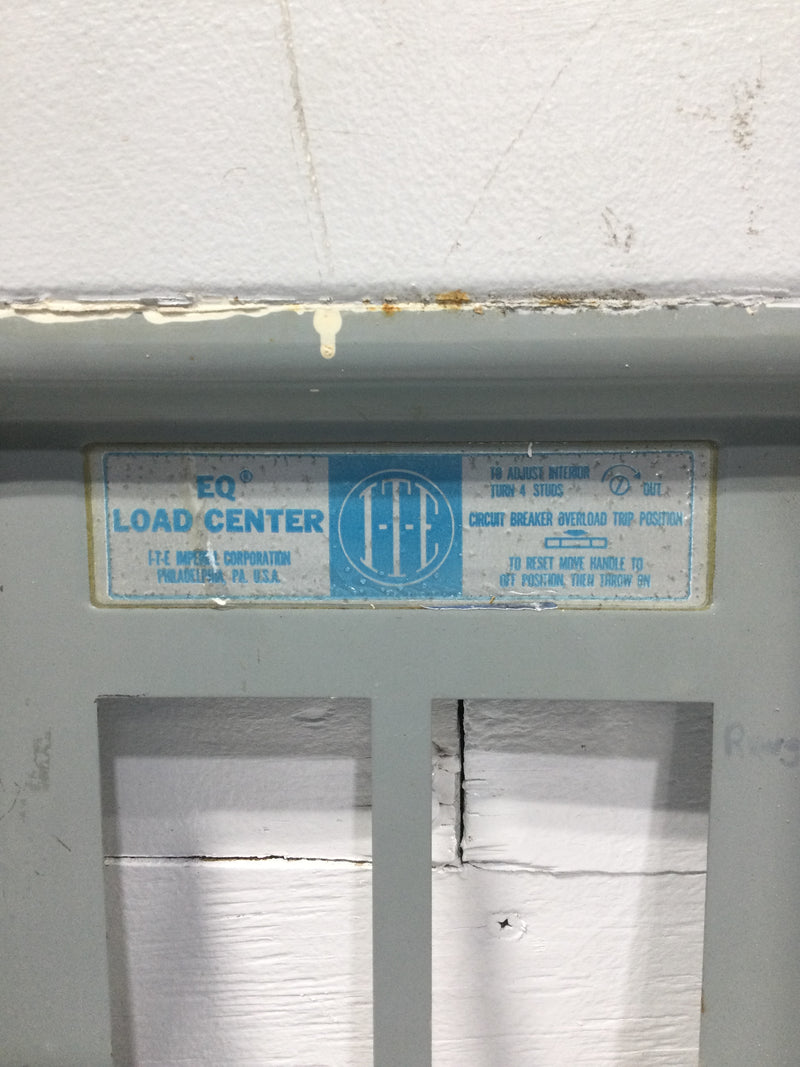 EQ®
LOAD CENTER
I-T-E IMPERIAL CORPORATION
PHILADELPHIA, PA. U.S.A.
I-T-E
TO ADJUST INTERIOR
TURN 4 STUDS OUT
CIRCUIT BREAKER OVERLOAD TRIP POSITION
TO RESET MOVE HANDLE TO
OFF POSITION, THEN THROW ON